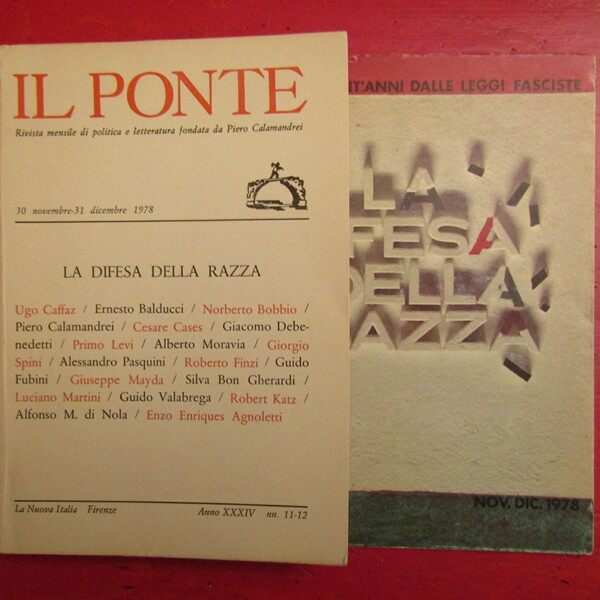 IL PONTE
Rivista mensile di politica e letteratura fondata da Piero Calamandrei
30 novembre-31 dicembre 1978
LA DIFESA DELLA RAZZA
Ugo Caffaz / Ernesto Balducci / Norberto Bobbio /
Piero Calamandrei / Cesare Cases / Giacomo Debe-
nedetti / Primo Levi / Alberto Moravia / Giorgio
Spini / Alessandro Pasquini / Roberto Finzi / Guido
Fubini / Giuseppe Mayda / Silva Bon Gherardi /
Luciano Martini / Guido Valabrega / Robert Katz /
Alfonso M. di Nola / Enzo Enriques Agnoletti
La Nuova Italia Firenze
Anno XXXIV nn. 11-12
NT'ANNI DALLE LEGGI FASCISTE
LA
FESA
DELLA
AZZA
NOV. DIC. 1978